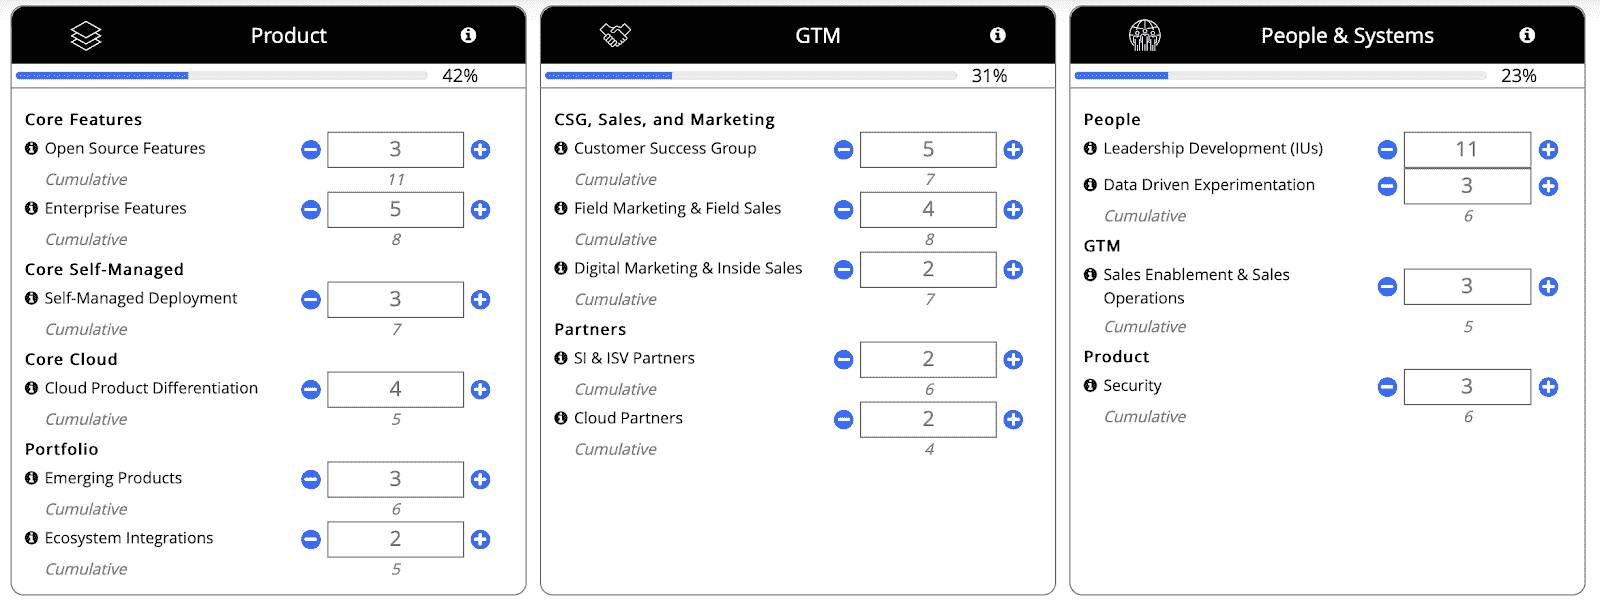 Product
42%
Core Features
Open Source Features 3
Cumulative 11
Enterprise Features 5
Cumulative 8
Core Self-Managed
Self-Managed Deployment 3
Cumulative 7
Core Cloud
Cloud Product Differentiation 4
Cumulative 5
Portfolio
Emerging Products 3
Cumulative 6
Ecosystem Integrations 2
Cumulative 5
GTM
31%
CSG, Sales, and Marketing
Customer Success Group 5
Cumulative 7
Field Marketing & Field Sales 4
Cumulative 8
Digital Marketing & Inside Sales 2
Cumulative 7
Partners
SI & ISV Partners 2
Cumulative 6
Cloud Partners 2
Cumulative 4
People & Systems
23%
People
Leadership Development (IUs) 11
Data Driven Experimentation 3
Cumulative 6
GTM
Sales Enablement & Sales
Operations 3
Cumulative 5
Product
Security 3
Cumulative 6